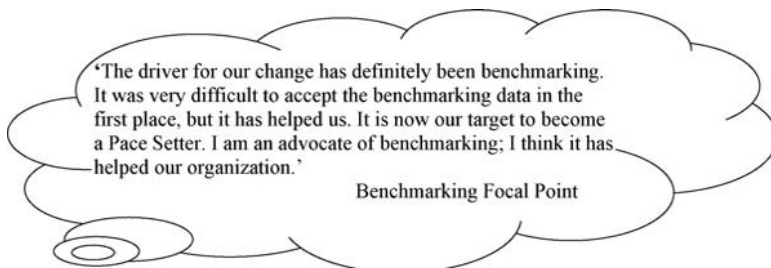 ‘The driver for our change has definitely been benchmarking.
It was very difficult to accept the benchmarking data in the
first place, but it has helped us. It is now our target to become
a Pace Setter. I am an advocate of benchmarking; I think it has
helped our organization.’
Benchmarking Focal Point